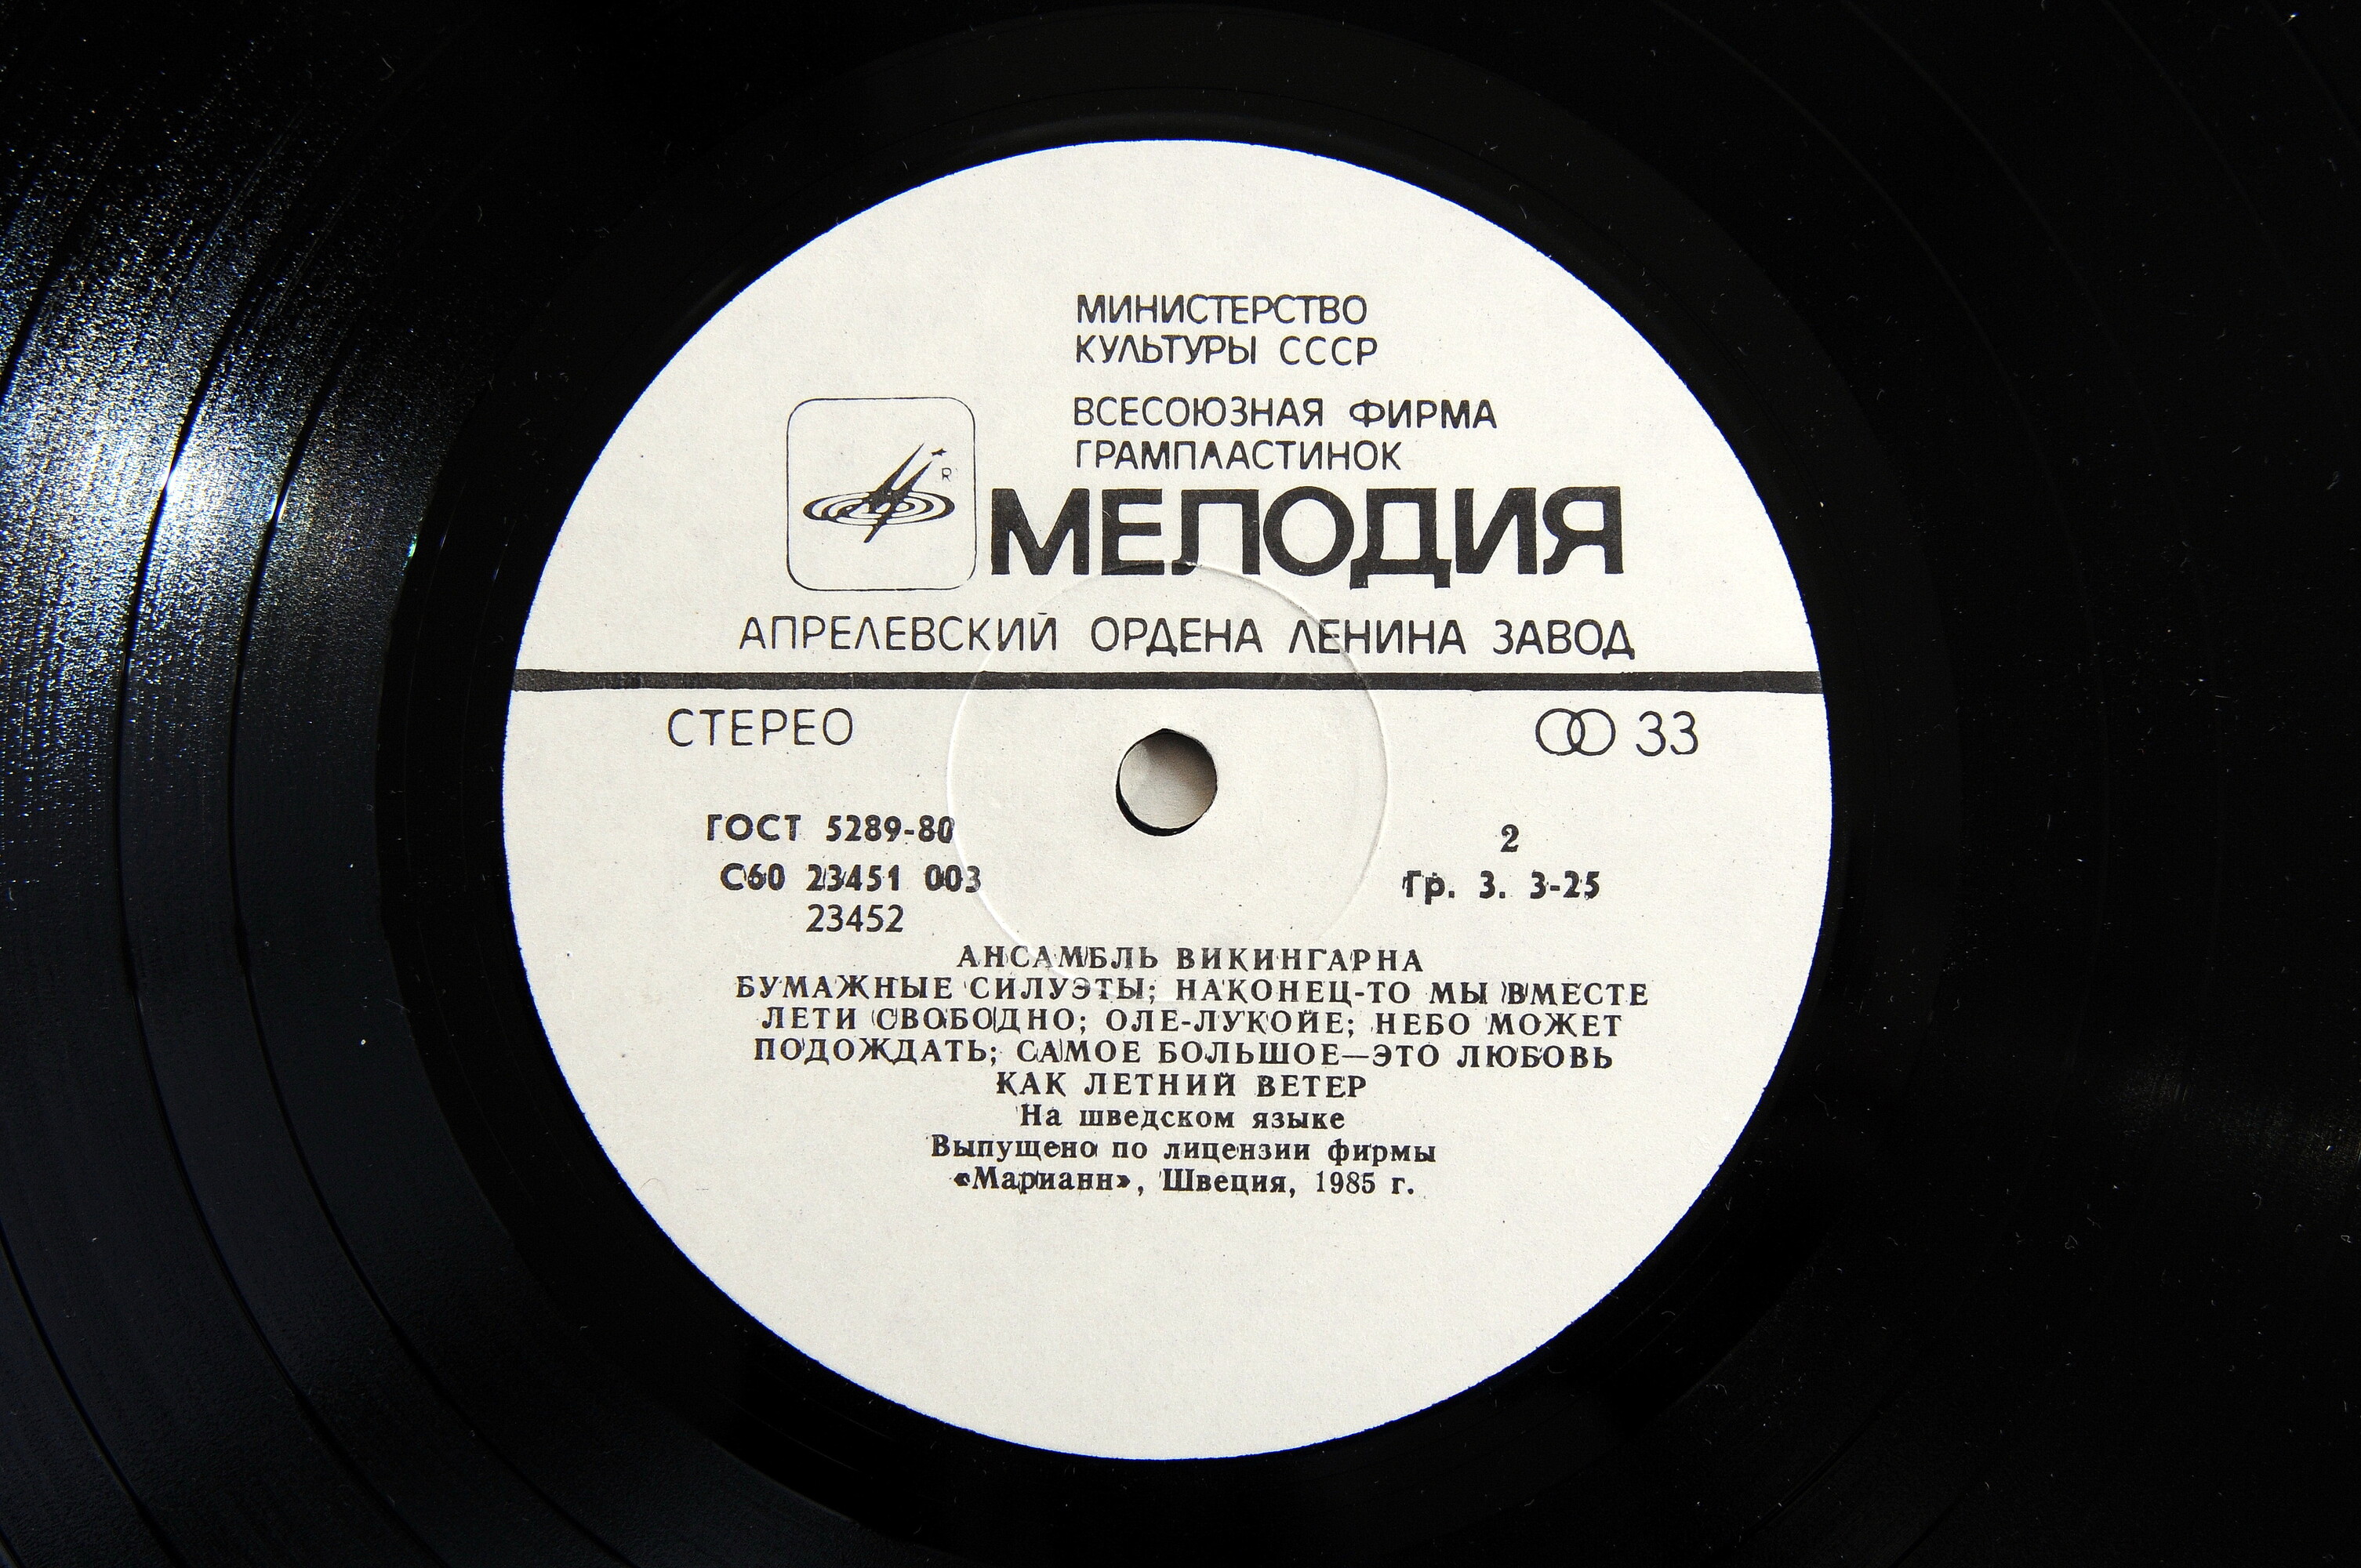 МИНИСТЕРСТВО
КУЛЬТУРЫ СССР
ВСЕСОЮЗНАЯ ФИРМА
ГРАМПЛАСТИНОК
R
МЕЛОДИЯ
АПРЕЛЕВСКИЙ ОРДЕНА ЛЕНИНА ЗАВОД
СТЕРЕО
33
ГОСТ 5289-80
2
С60 23451 003
Гр. 3. 3-25
23452
АНСАМБЛЬ ВИКИНГАРНА
БУМАЖНЫЕ СИЛУЭТЫ; НАКОНЕЦ-ТО МЫ ВМЕСТЕ
ЛЕТИ СВОБОДНО; ОЛЕ-ЛУКОЙЕ; НЕБО МОЖЕТ
ПОДОЖДАТЬ; САМОЕ БОЛЬШОЕ—ЭТО ЛЮБОВЬ
КАК ЛЕТНИЙ ВЕТЕР
На шведском языке
Выпущено по лицензии фирмы
«Марианн», Швеция, 1985 г.